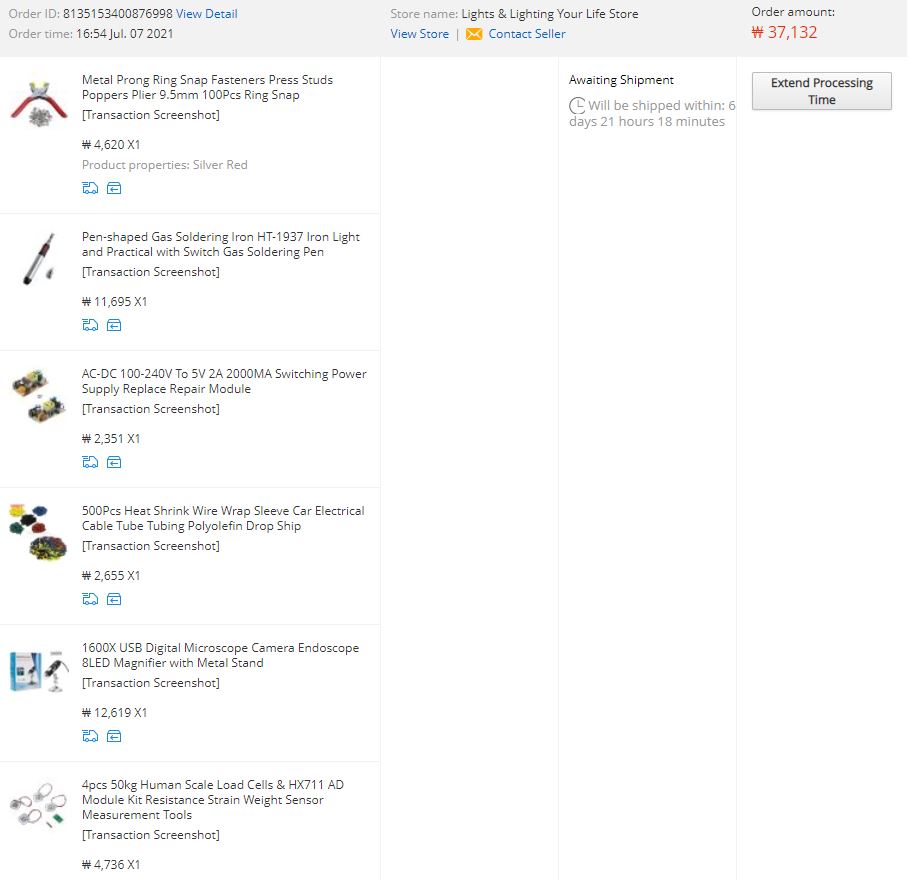 Order ID: 8135153400876998 View Detail
Order time: 16:54 Jul. 07 2021
Store name: Lights & Lighting Your Life Store
View Store | Contact Seller
Order amount:
₩ 37,132
Metal Prong Ring Snap Fasteners Press Studs
Poppers Plier 9.5mm 100Pcs Ring Snap
[Transaction Screenshot]
₩ 4,620 X1
Product properties: Silver Red
Awaiting Shipment
Will be shipped within: 6
days 21 hours 18 minutes
Extend Processing
Time
Pen-shaped Gas Soldering Iron HT-1937 Iron Light
and Practical with Switch Gas Soldering Pen
[Transaction Screenshot]
₩ 11,695 X1
AC-DC 100-240V To 5V 2A 2000MA Switching Power
Supply Replace Repair Module
[Transaction Screenshot]
₩ 2,351 X1
500Pcs Heat Shrink Wire Wrap Sleeve Car Electrical
Cable Tube Tubing Polyolefin Drop Ship
[Transaction Screenshot]
₩ 2,655 X1
1600X USB Digital Microscope Camera Endoscope
8LED Magnifier with Metal Stand
[Transaction Screenshot]
₩ 12,619 X1
4pcs 50kg Human Scale Load Cells & HX711 AD
Module Kit Resistance Strain Weight Sensor
Measurement Tools
[Transaction Screenshot]
₩ 4,736 X1